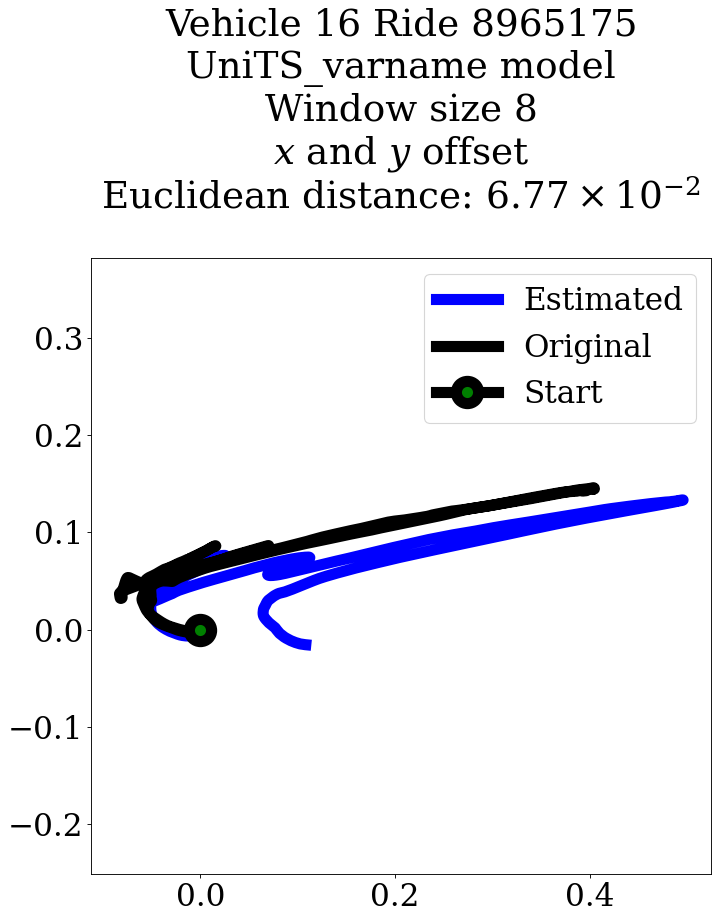 Vehicle 16 Ride 8965175
UniTS_varname model
Window size 8
x and y offset
Euclidean distance: 6.77 × 10⁻²
Estimated
Original
Start
0.3
0.2
0.1
0.0
−0.1
−0.2
0.0 0.2 0.4